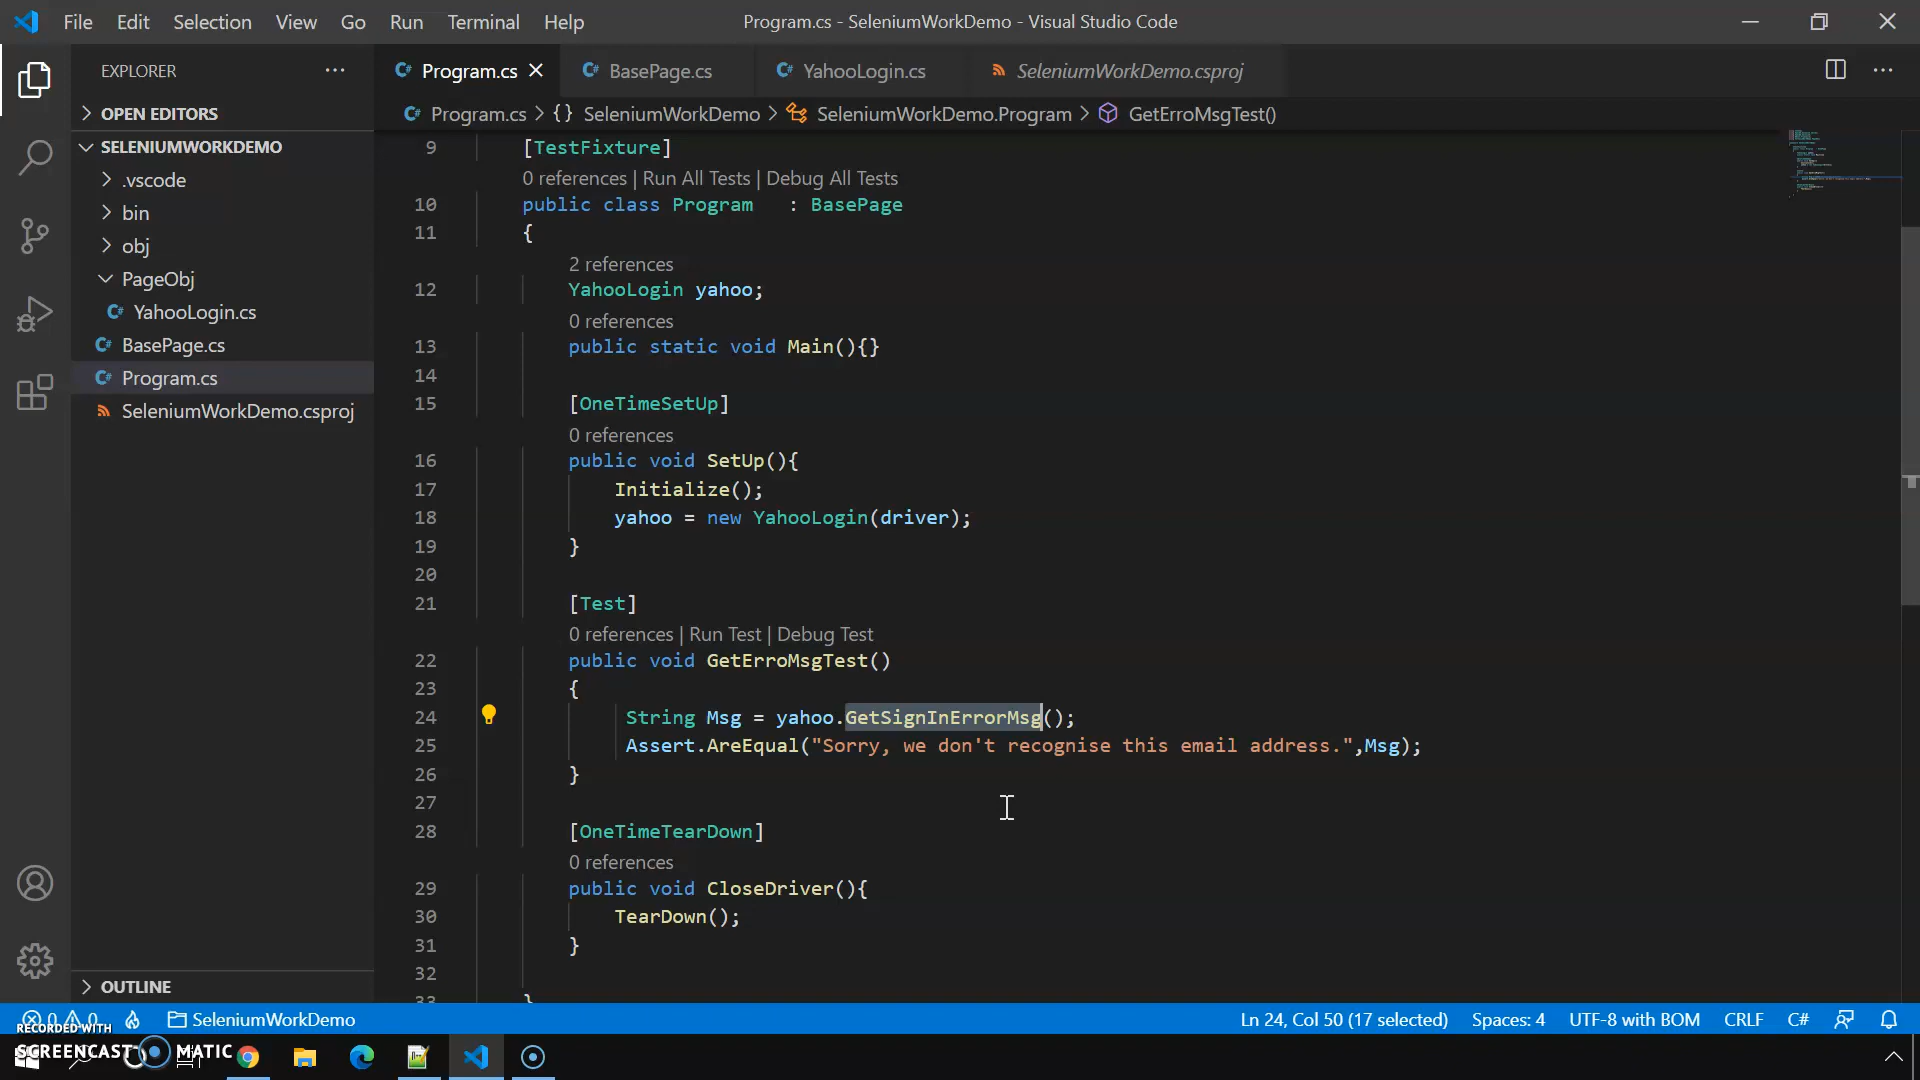 File Edit Selection View Go Run Terminal Help Program.cs - SeleniumWorkDemo - Visual Studio Code
EXPLORER
Program.cs BasePage.cs YahooLogin.cs SeleniumWorkDemo.csproj
OPEN EDITORS
Program.cs > {} SeleniumWorkDemo > SeleniumWorkDemo.Program > GetErroMsgTest()
SELENIUMWORKDEMO
.vscode
bin
obj
PageObj
YahooLogin.cs
BasePage.cs
Program.cs
SeleniumWorkDemo.csproj
OUTLINE
9 [TestFixture]
0 references | Run All Tests | Debug All Tests
10 public class Program : BasePage
11 {
2 references
12 YahooLogin yahoo;
0 references
13 public static void Main(){}
14
15 [OneTimeSetUp]
0 references
16 public void SetUp(){
17 Initialize();
18 yahoo = new YahooLogin(driver);
19 }
20
21 [Test]
0 references | Run Test | Debug Test
22 public void GetErroMsgTest()
23 {
24 String Msg = yahoo.GetSignInErrorMsg();
25 Assert.AreEqual("Sorry, we don't recognise this email address.",Msg);
26 }
27
28 [OneTimeTearDown]
0 references
29 public void CloseDriver(){
30 TearDown();
31 }
32
33 }
0 0 SeleniumWorkDemo Ln 24, Col 50 (17 selected) Spaces: 4 UTF-8 with BOM CRLF C#
RECORDED WITH
SCREENCAST MATIC